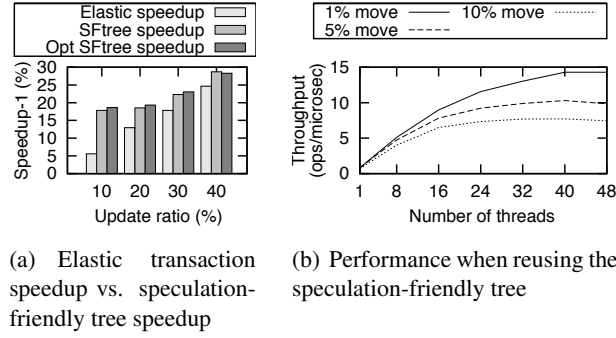 Elastic speedup
SFtree speedup
Opt SFtree speedup
Speedup-1 (%)
30
25
20
15
10
5
0
10 20 30 40
Update ratio (%)
(a) Elastic transaction
speedup vs. speculation-
friendly tree speedup
1% move 10% move
5% move
Throughput
(ops/microsec)
15
10
5
0
1 8 16 24 32 40 48
Number of threads
(b) Performance when reusing the
speculation-friendly tree